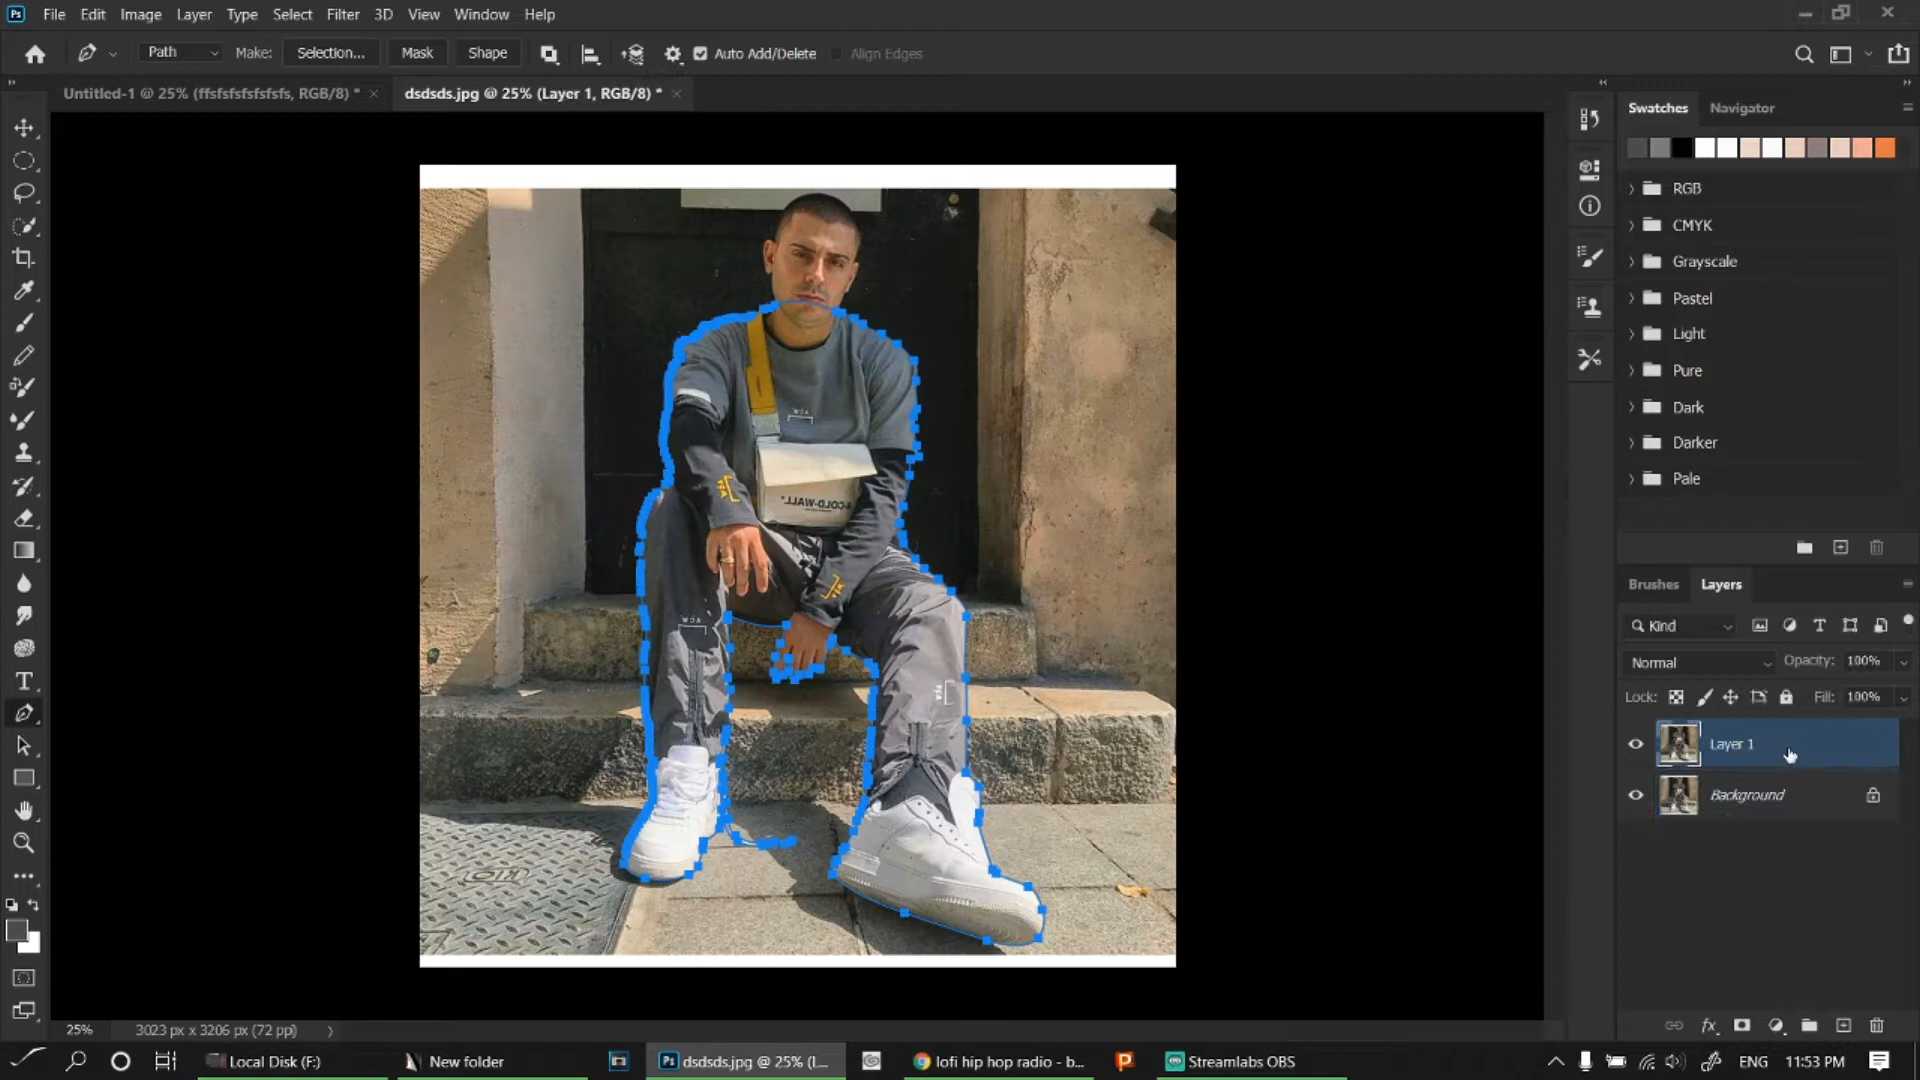 Ps File Edit Image Layer Type Select Filter 3D View Window Help
Path Make: Selection... Mask Shape Auto Add/Delete Align Edges
Untitled-1 @ 25% (ffsfsfsfsfsfs, RGB/8) * dsdsds.jpg @ 25% (Layer 1, RGB/8) *
Swatches Navigator
RGB
CMYK
Grayscale
Pastel
Light
Pure
Dark
Darker
Pale
Brushes Layers
Kind
Normal Opacity: 100%
Lock: Fill: 100%
Layer 1
Background
25% 3023 px x 3206 px (72 ppi)
Local Disk (F:) New folder Ps dsdsds.jpg @ 25% (L... lofi hip hop radio - b... Streamlabs OBS ENG 11:53 PM